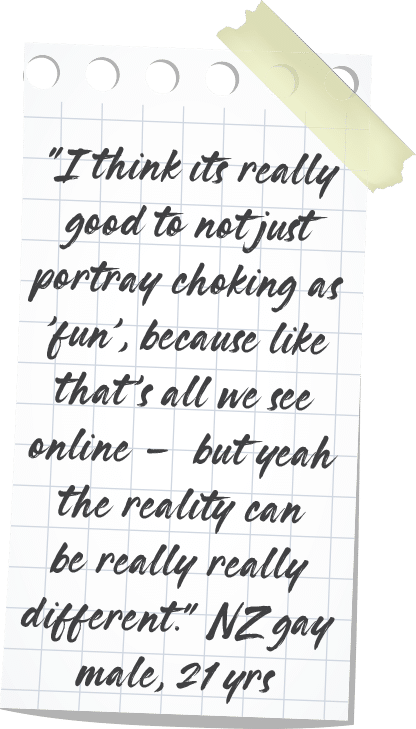 "I think its really
good to not just
portray choking as
'fun', because like
that's all we see
online – but yeah
the reality can
be really really
different." NZ gay
male, 21 yrs